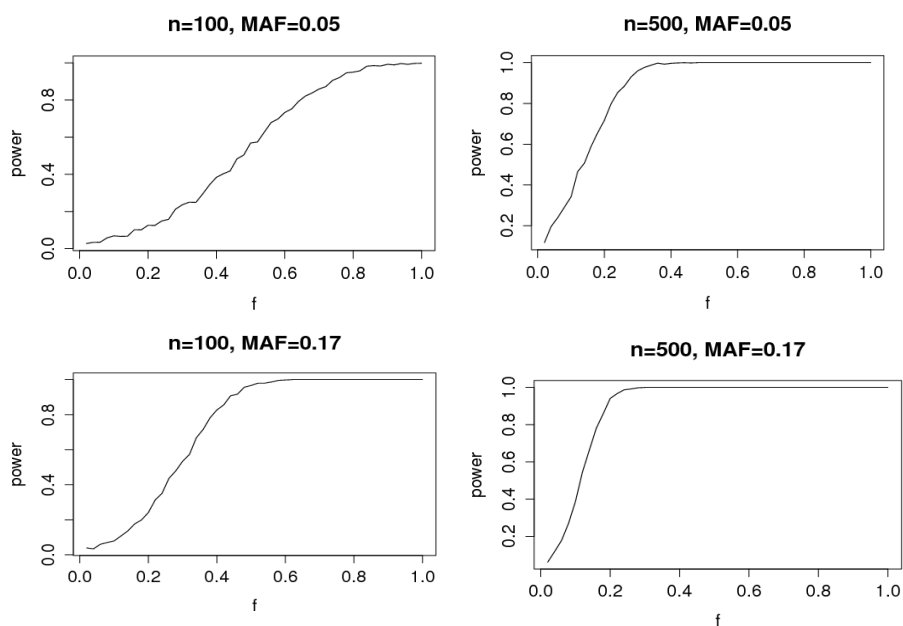 n=100, MAF=0.05
power
0.0 0.4 0.8
0.0 0.2 0.4 0.6 0.8 1.0
f
n=500, MAF=0.05
power
0.2 0.4 0.6 0.8 1.0
0.0 0.2 0.4 0.6 0.8 1.0
f
n=100, MAF=0.17
power
0.0 0.4 0.8
0.0 0.2 0.4 0.6 0.8 1.0
f
n=500, MAF=0.17
power
0.2 0.4 0.6 0.8 1.0
0.0 0.2 0.4 0.6 0.8 1.0
f